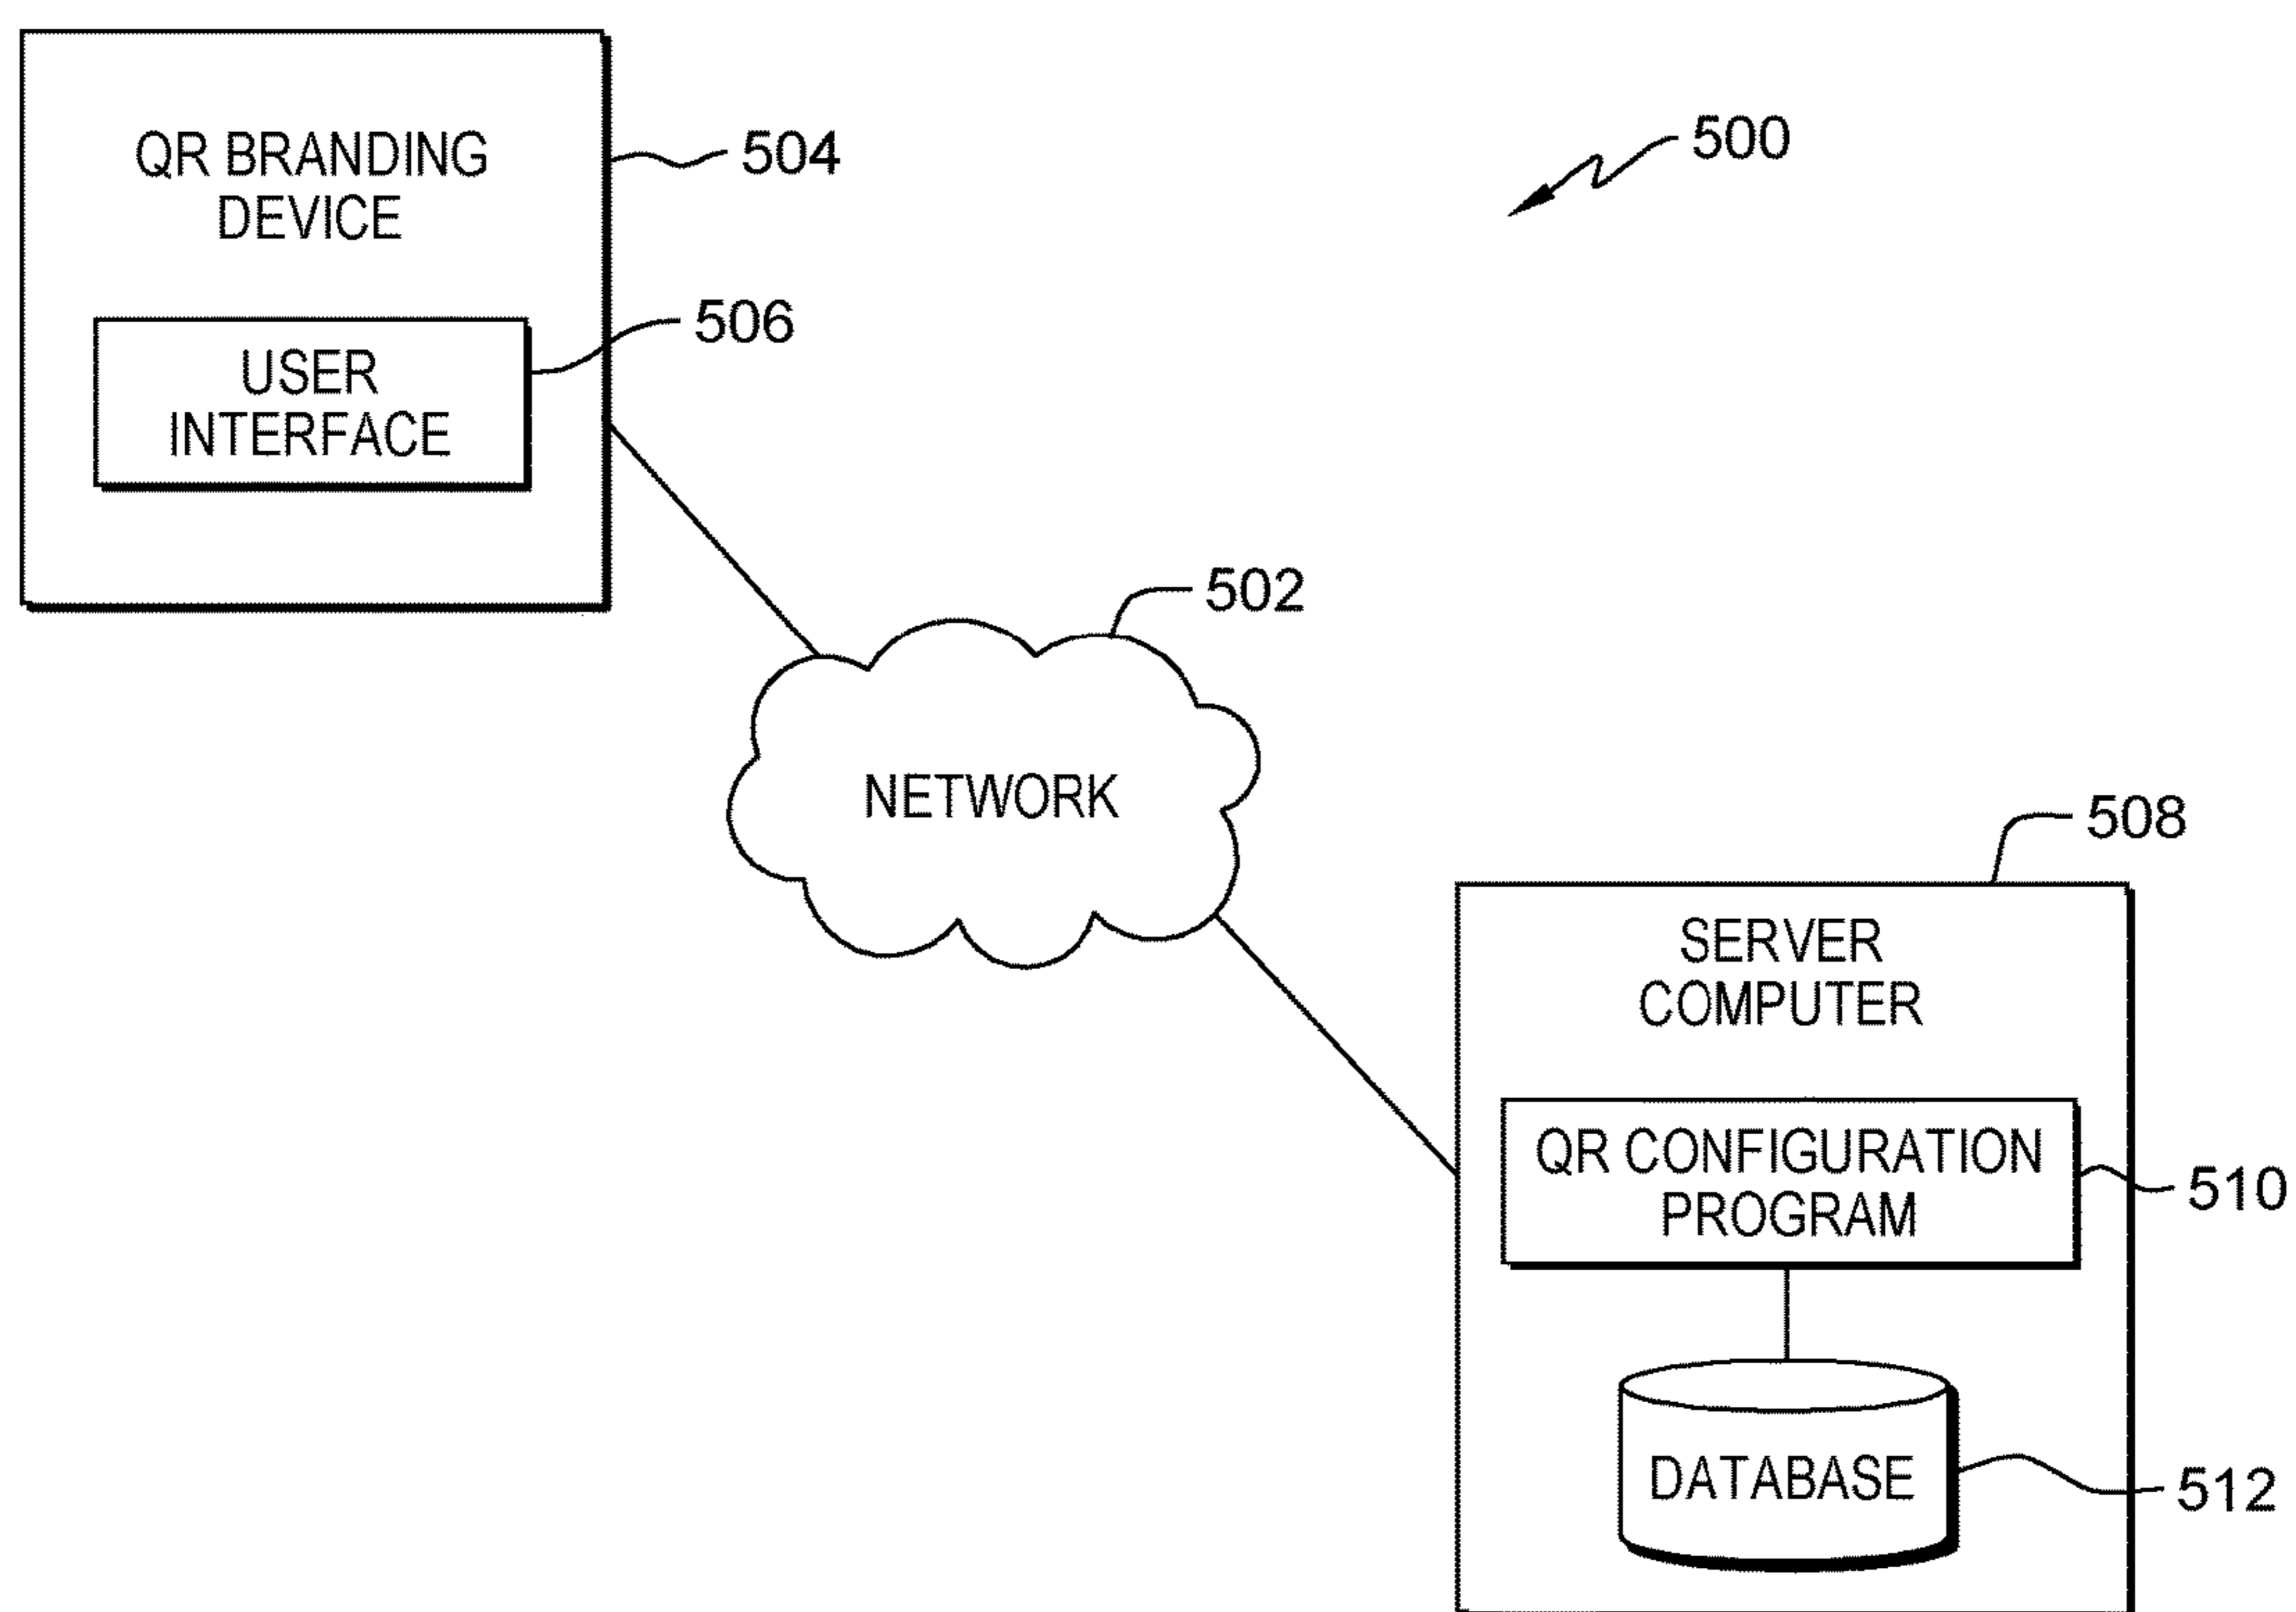 QR BRANDING
DEVICE
504
500
USER
INTERFACE
506
502
NETWORK
508
SERVER
COMPUTER
QR CONFIGURATION
PROGRAM
510
DATABASE
512